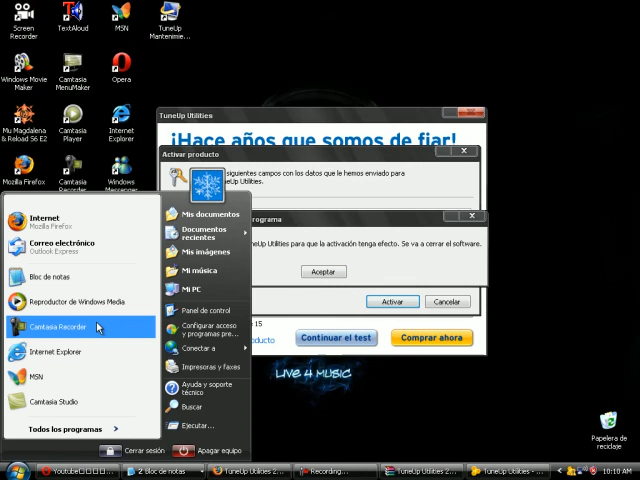 Screen
Recorder
TextAloud
MSN
TuneUp
Mantenimie...
Windows Movie
Maker
Camtasia
MenuMaker
Opera
Mu Magdalena
& Reload S6 E2
Camtasia
Player
Internet
Explorer
Mozilla Firefox
Camtasia
Recorder
Windows
Messenger
TuneUp Utilities
¡Hace años que somos de fiar!
Activar producto
siguientes campos con los datos que le hemos enviado para
neUp Utilities.
rograma
uneUp Utilities para que la activación tenga efecto. Se va a cerrar el software.
Aceptar
Activar
Cancelar
15
oducto
Continuar el test
Comprar ahora
LIVE 4 MUSIC
Internet
Mozilla Firefox
Correo electrónico
Outlook Express
Bloc de notas
Reproductor de Windows Media
Camtasia Recorder
Internet Explorer
MSN
Camtasia Studio
Todos los programas
Mis documentos
Documentos
recientes
Mis imágenes
Mi música
Mi PC
Panel de control
Configurar acceso
y programas pre...
Conectar a
Impresoras y faxes
Ayuda y soporte
técnico
Buscar
Ejecutar...
Cerrar sesión
Apagar equipo
Papelera de
reciclaje
Youtube
2 Bloc de notas
TuneUp Utilities 2...
Recording...
TuneUp Utilities 2...
TuneUp Utilities - ...
10:10 AM